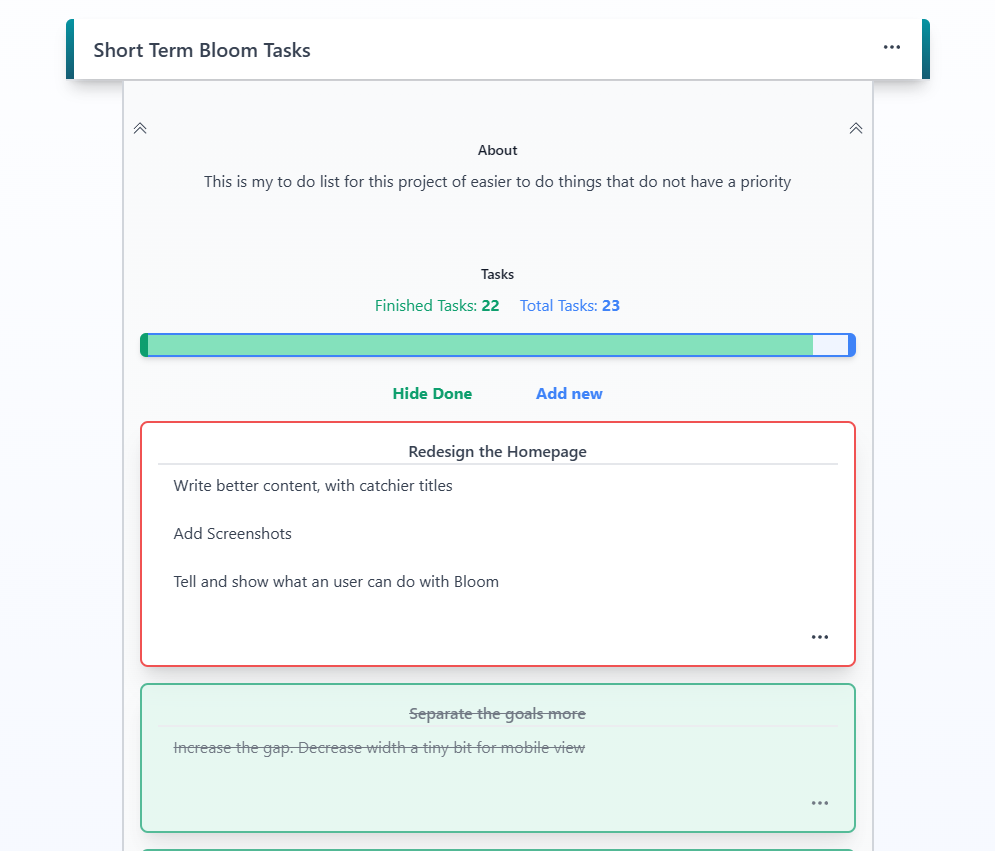 Short Term Bloom Tasks
About
This is my to do list for this project of easier to do things that do not have a priority
Tasks
Finished Tasks: 22 Total Tasks: 23
Hide Done Add new
Redesign the Homepage
Write better content, with catchier titles
Add Screenshots
Tell and show what an user can do with Bloom
Separate the goals more
Increase the gap. Decrease width a tiny bit for mobile view